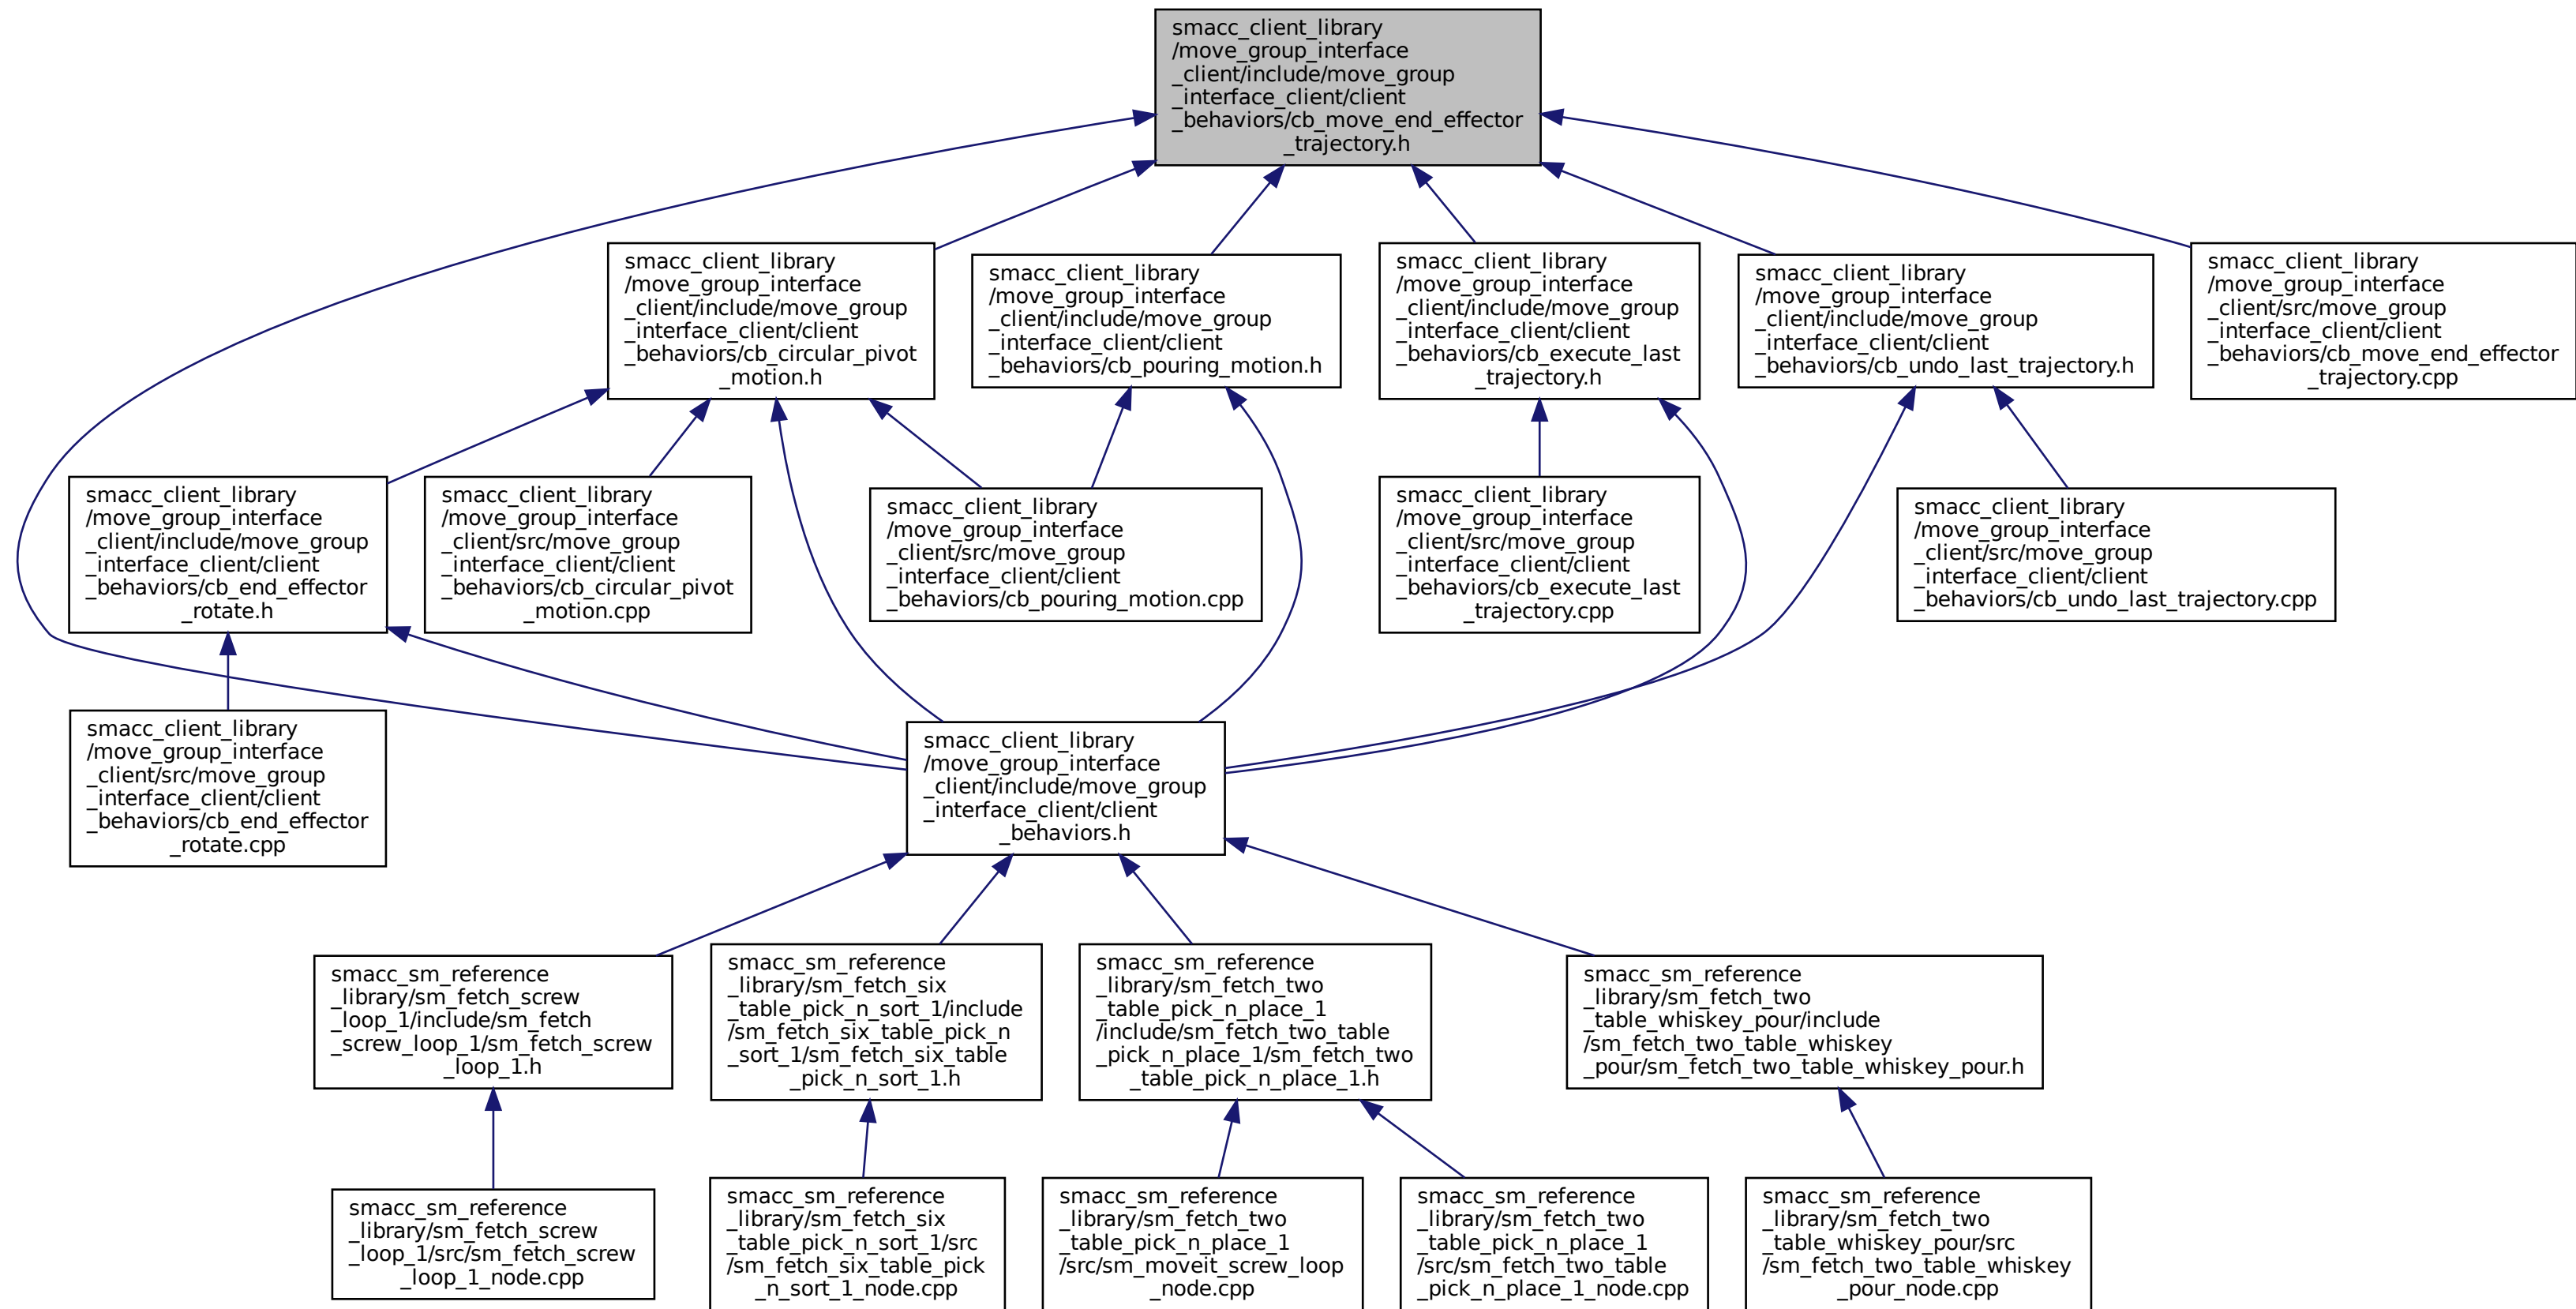 smacc_client_library
/move_group_interface
_client/include/move_group
_interface_client/client
_behaviors/cb_move_end_effector
_trajectory.h
smacc_client_library
/move_group_interface
_client/include/move_group
_interface_client/client
_behaviors/cb_circular_pivot
_motion.h
smacc_client_library
/move_group_interface
_client/include/move_group
_interface_client/client
_behaviors/cb_pouring_motion.h
smacc_client_library
/move_group_interface
_client/include/move_group
_interface_client/client
_behaviors/cb_execute_last
_trajectory.h
smacc_client_library
/move_group_interface
_client/include/move_group
_interface_client/client
_behaviors/cb_undo_last_trajectory.h
smacc_client_library
/move_group_interface
_client/src/move_group
_interface_client/client
_behaviors/cb_move_end_effector
_trajectory.cpp
smacc_client_library
/move_group_interface
_client/include/move_group
_interface_client/client
_behaviors/cb_end_effector
_rotate.h
smacc_client_library
/move_group_interface
_client/src/move_group
_interface_client/client
_behaviors/cb_circular_pivot
_motion.cpp
smacc_client_library
/move_group_interface
_client/src/move_group
_interface_client/client
_behaviors/cb_pouring_motion.cpp
smacc_client_library
/move_group_interface
_client/src/move_group
_interface_client/client
_behaviors/cb_execute_last
_trajectory.cpp
smacc_client_library
/move_group_interface
_client/src/move_group
_interface_client/client
_behaviors/cb_undo_last_trajectory.cpp
smacc_client_library
/move_group_interface
_client/src/move_group
_interface_client/client
_behaviors/cb_end_effector
_rotate.cpp
smacc_client_library
/move_group_interface
_client/include/move_group
_interface_client/client
_behaviors.h
smacc_sm_reference
_library/sm_fetch_screw
_loop_1/include/sm_fetch
_screw_loop_1/sm_fetch_screw
_loop_1.h
smacc_sm_reference
_library/sm_fetch_six
_table_pick_n_sort_1/include
/sm_fetch_six_table_pick_n
_sort_1/sm_fetch_six_table
_pick_n_sort_1.h
smacc_sm_reference
_library/sm_fetch_two
_table_pick_n_place_1
/include/sm_fetch_two_table
_pick_n_place_1/sm_fetch_two
_table_pick_n_place_1.h
smacc_sm_reference
_library/sm_fetch_two
_table_whiskey_pour/include
/sm_fetch_two_table_whiskey
_pour/sm_fetch_two_table_whiskey_pour.h
smacc_sm_reference
_library/sm_fetch_screw
_loop_1/src/sm_fetch_screw
_loop_1_node.cpp
smacc_sm_reference
_library/sm_fetch_six
_table_pick_n_sort_1/src
/sm_fetch_six_table_pick
_n_sort_1_node.cpp
smacc_sm_reference
_library/sm_fetch_two
_table_pick_n_place_1
/src/sm_moveit_screw_loop
_node.cpp
smacc_sm_reference
_library/sm_fetch_two
_table_pick_n_place_1
/src/sm_fetch_two_table
_pick_n_place_1_node.cpp
smacc_sm_reference
_library/sm_fetch_two
_table_whiskey_pour/src
/sm_fetch_two_table_whiskey
_pour_node.cpp